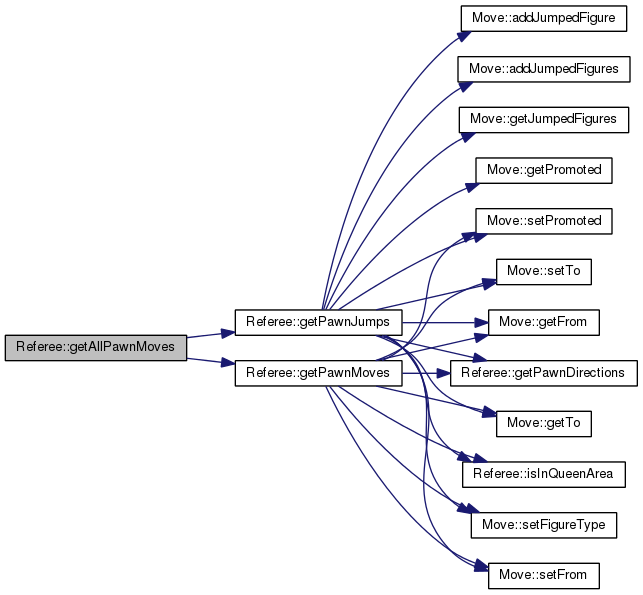 Move::addJumpedFigure
Move::addJumpedFigures
Move::getJumpedFigures
Move::getPromoted
Move::setPromoted
Move::setTo
Referee::getPawnJumps
Move::getFrom
Referee::getAllPawnMoves
Referee::getPawnMoves
Referee::getPawnDirections
Move::getTo
Referee::isInQueenArea
Move::setFigureType
Move::setFrom